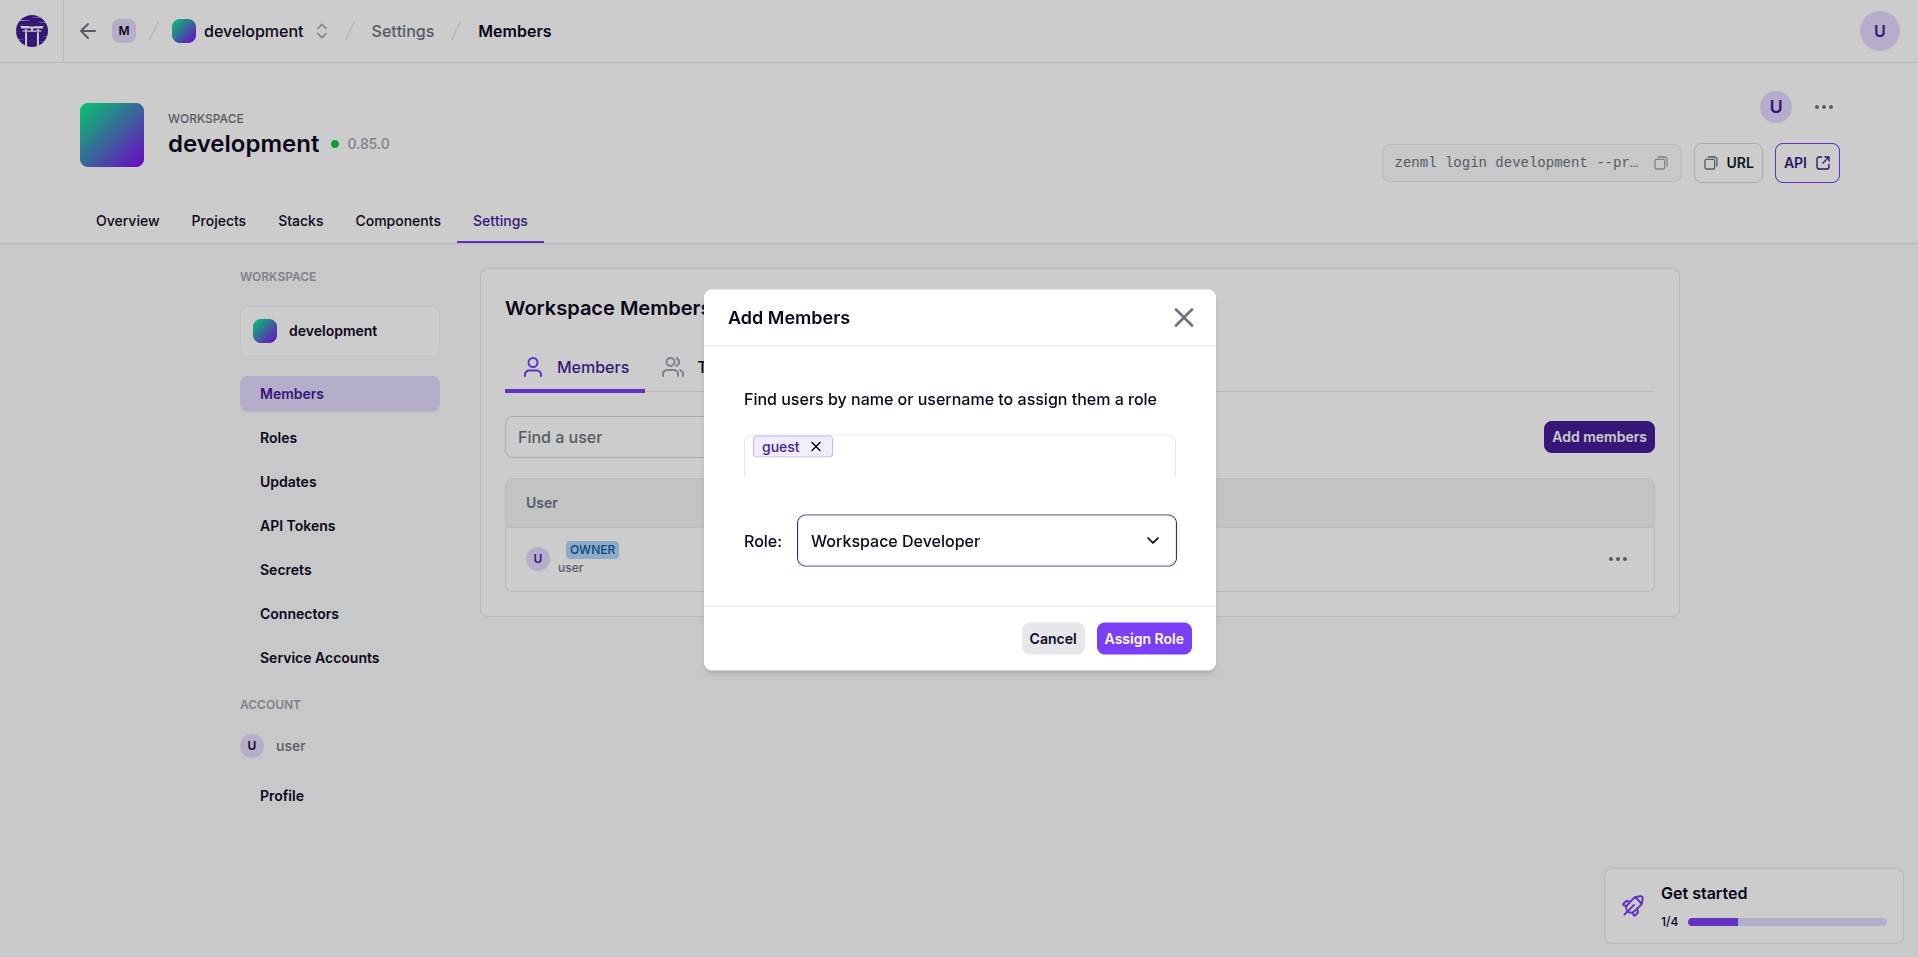 M / development / Settings / Members
U
WORKSPACE
development 0.85.0
U
zenml login development --pr…
URL
API
Overview
Projects
Stacks
Components
Settings
WORKSPACE
development
Members
Roles
Updates
API Tokens
Secrets
Connectors
Service Accounts
ACCOUNT
U user
Profile
Workspace Members
Members
T
Find a user
Add members
User
U
OWNER
user
Add Members
Find users by name or username to assign them a role
guest
Role: Workspace Developer
Cancel
Assign Role
Get started
1/4